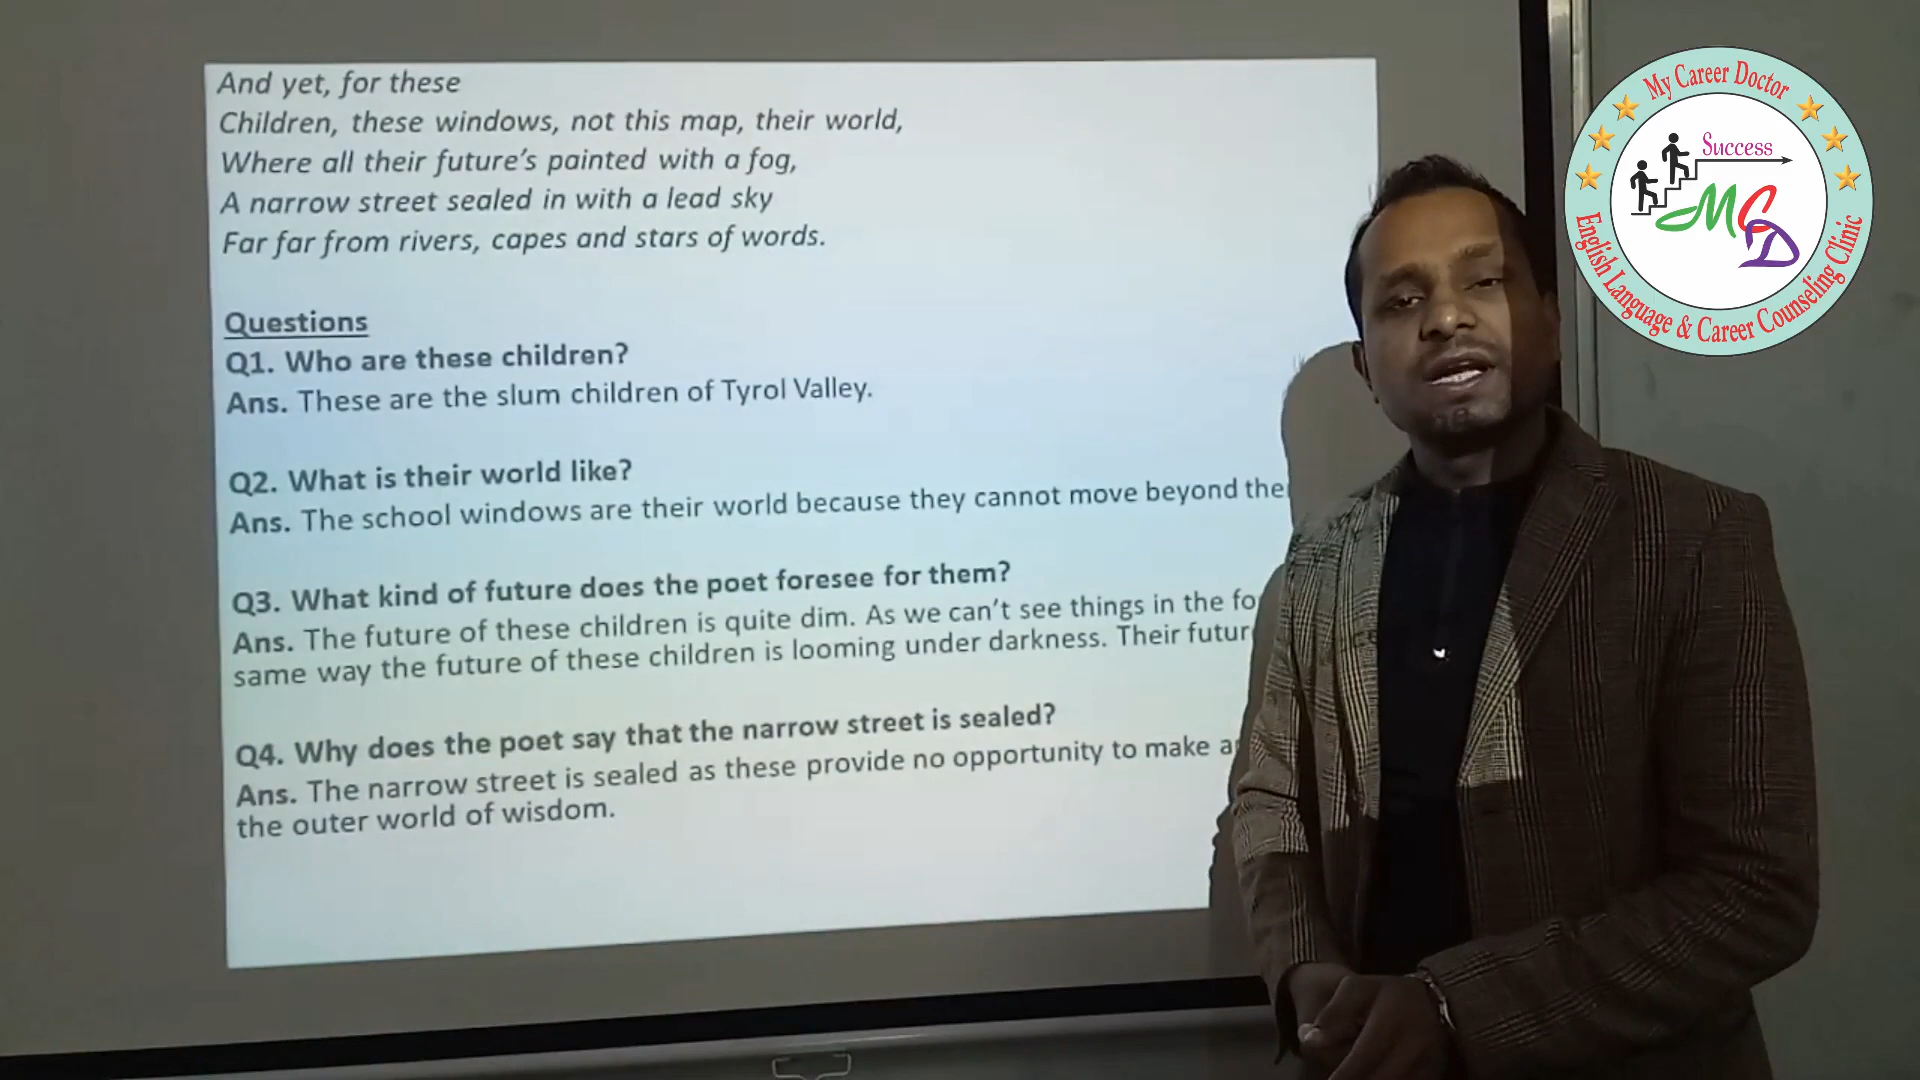 And yet, for these
Children, these windows, not this map, their world,
Where all their future's painted with a fog,
A narrow street sealed in with a lead sky
Far far from rivers, capes and stars of words.
Questions
Q1. Who are these children?
Ans. These are the slum children of Tyrol Valley.
Q2. What is their world like?
Ans. The school windows are their world because they cannot move beyond
Q3. What kind of future does the poet foresee for them?
Ans. The future of these children is quite dim. As we can't see things in the
same way the future of these children is looming under darkness. Their
Q4. Why does the poet say that the narrow street is sealed?
Ans. The narrow street is sealed as these provide no opportunity to make
the outer world of wisdom.
My Career Doctor
Success
MCD
English Language & Career Counseling Clinic